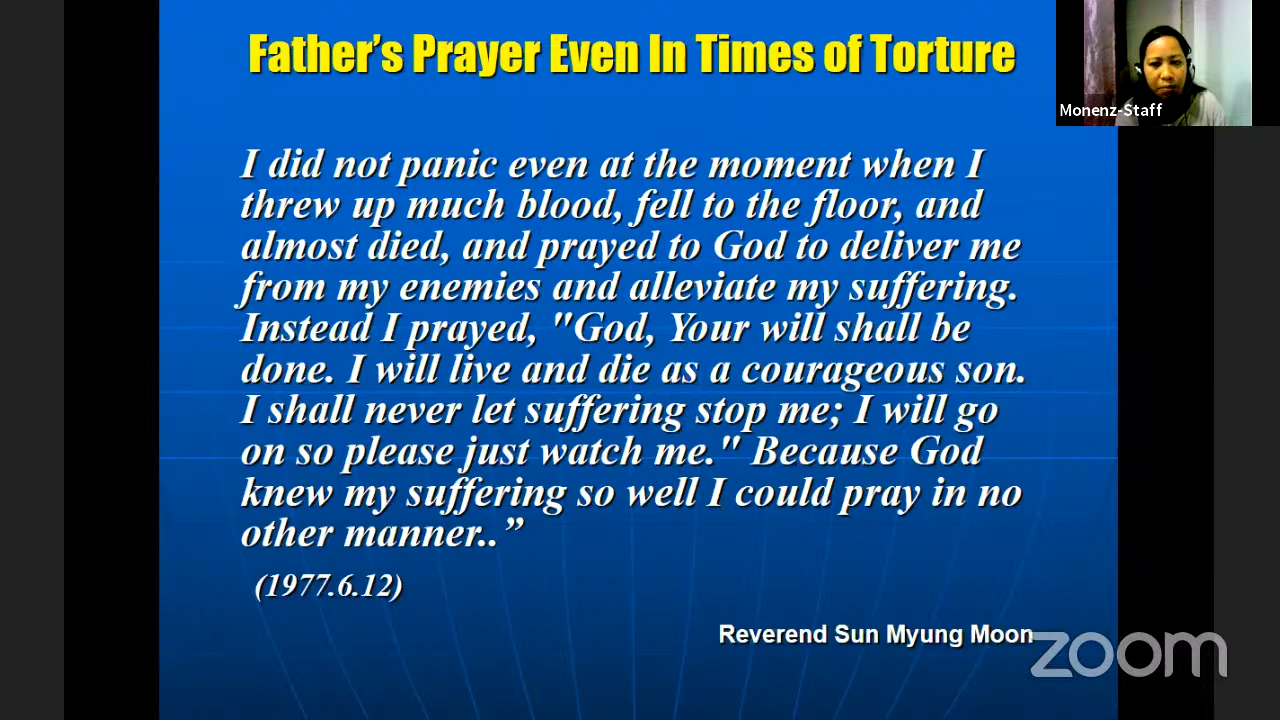 Father's Prayer Even In Times of Torture
Monenz-Staff
I did not panic even at the moment when I
threw up much blood, fell to the floor, and
almost died, and prayed to God to deliver me
from my enemies and alleviate my suffering.
Instead I prayed, "God, Your will shall be
done. I will live and die as a courageous son.
I shall never let suffering stop me; I will go
on so please just watch me." Because God
knew my suffering so well I could pray in no
other manner..”
(1977.6.12)
Reverend Sun Myung Moon
zoom